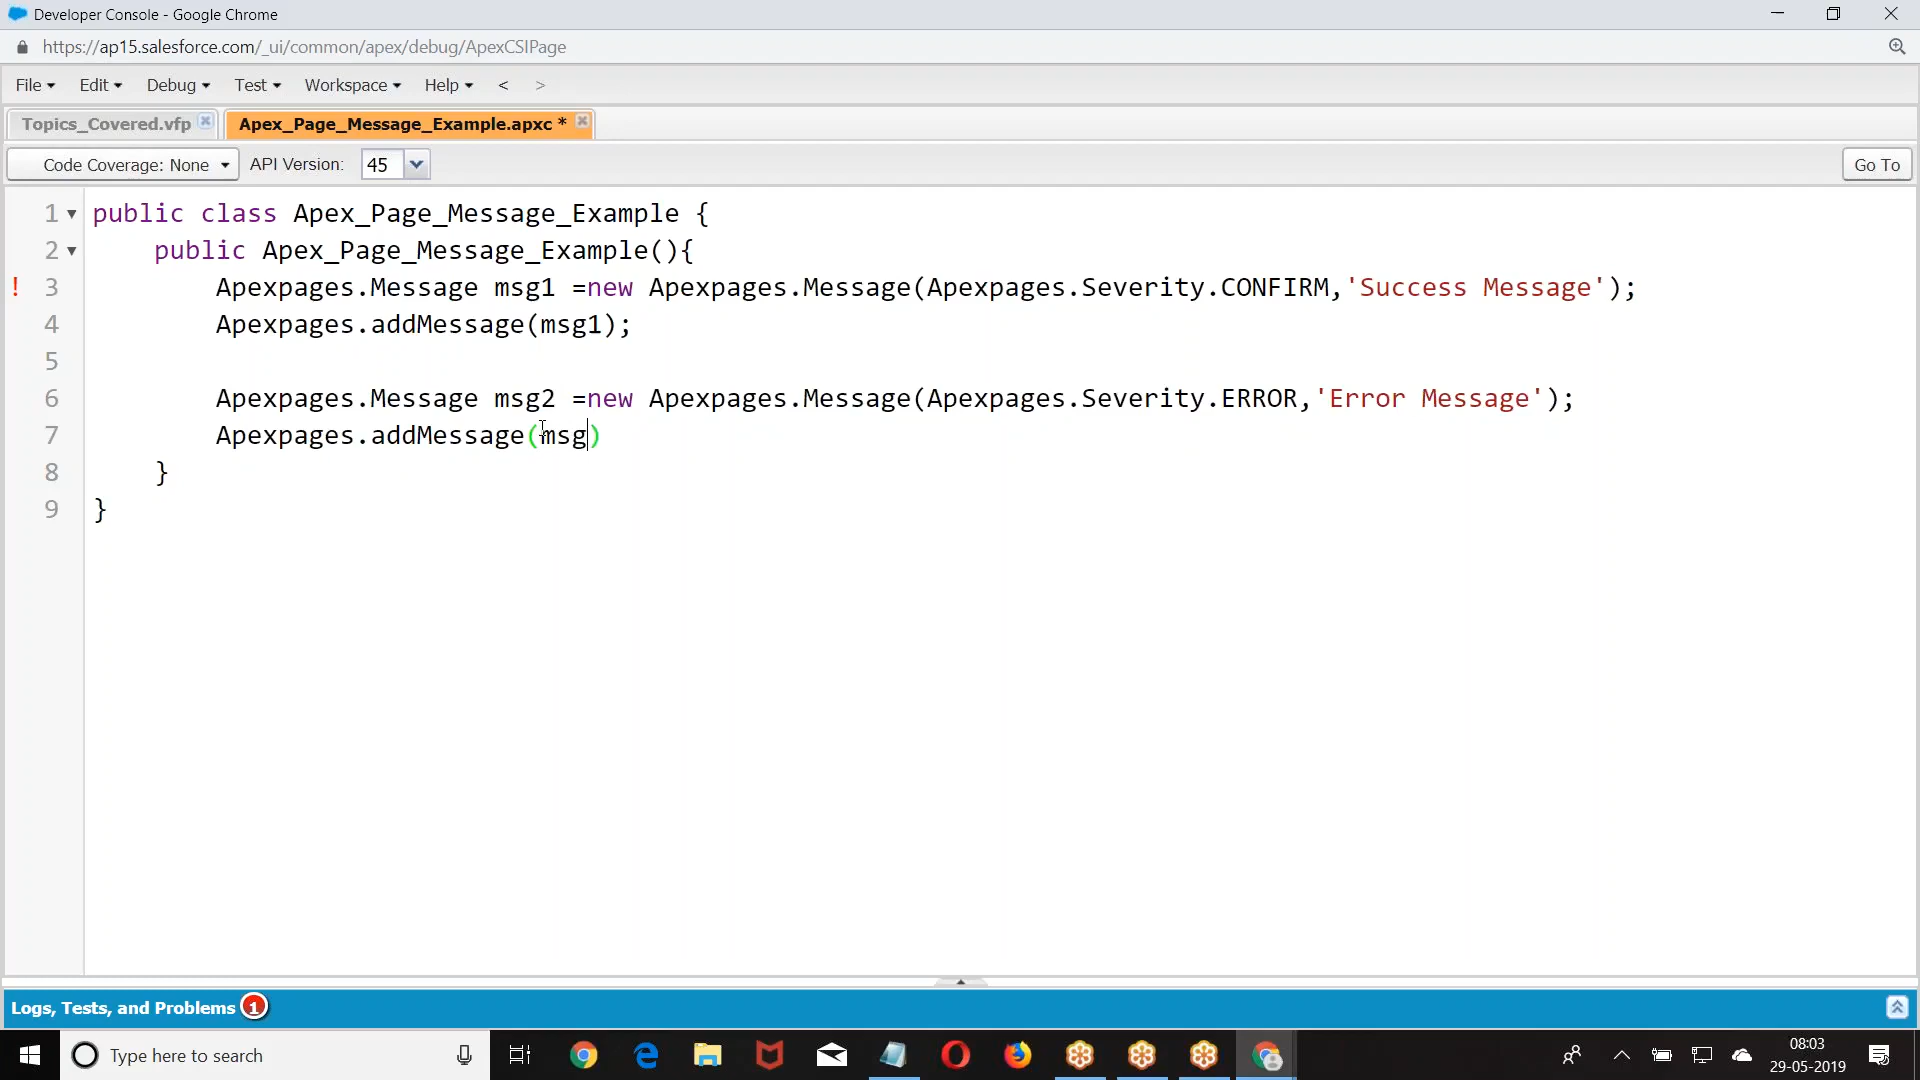 Developer Console - Google Chrome
https://ap15.salesforce.com/_ui/common/apex/debug/ApexCSIPage
File Edit Debug Test Workspace Help < >
Topics_Covered.vfp Apex_Page_Message_Example.apxc *
Code Coverage: None API Version: 45 Go To
1 public class Apex_Page_Message_Example {
2 public Apex_Page_Message_Example(){
! 3 Apexpages.Message msg1 =new Apexpages.Message(Apexpages.Severity.CONFIRM,'Success Message');
4 Apexpages.addMessage(msg1);
5
6 Apexpages.Message msg2 =new Apexpages.Message(Apexpages.Severity.ERROR,'Error Message');
7 Apexpages.addMessage(msg)
8 }
9 }
Logs, Tests, and Problems 1
Type here to search
08:03
29-05-2019